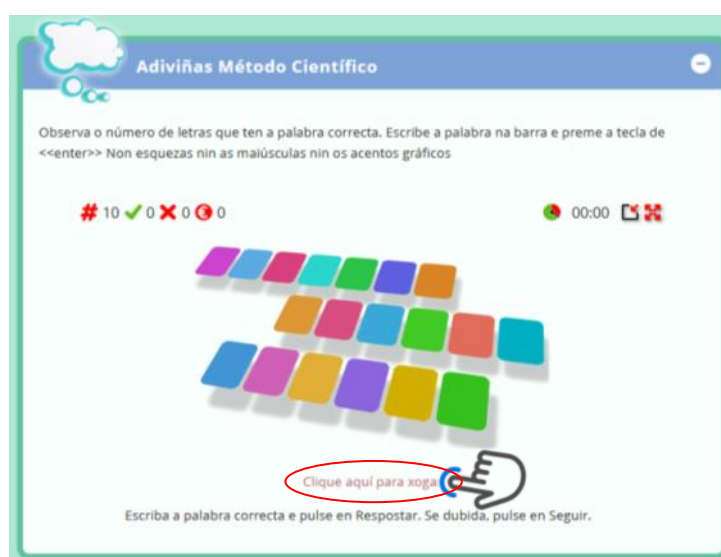 Adiviñas Método Científico
Observa o número de letras que ten a palabra correcta. Escribe a palabra na barra e preme a tecla de
<<enter>> Non esquezas nin as maiúsculas nin os acentos gráficos
# 10 0 0 0 00:00
Clique aquí para xoga
Escriba a palabra correcta e pulse en Respostar. Se dubida, pulse en Seguir.